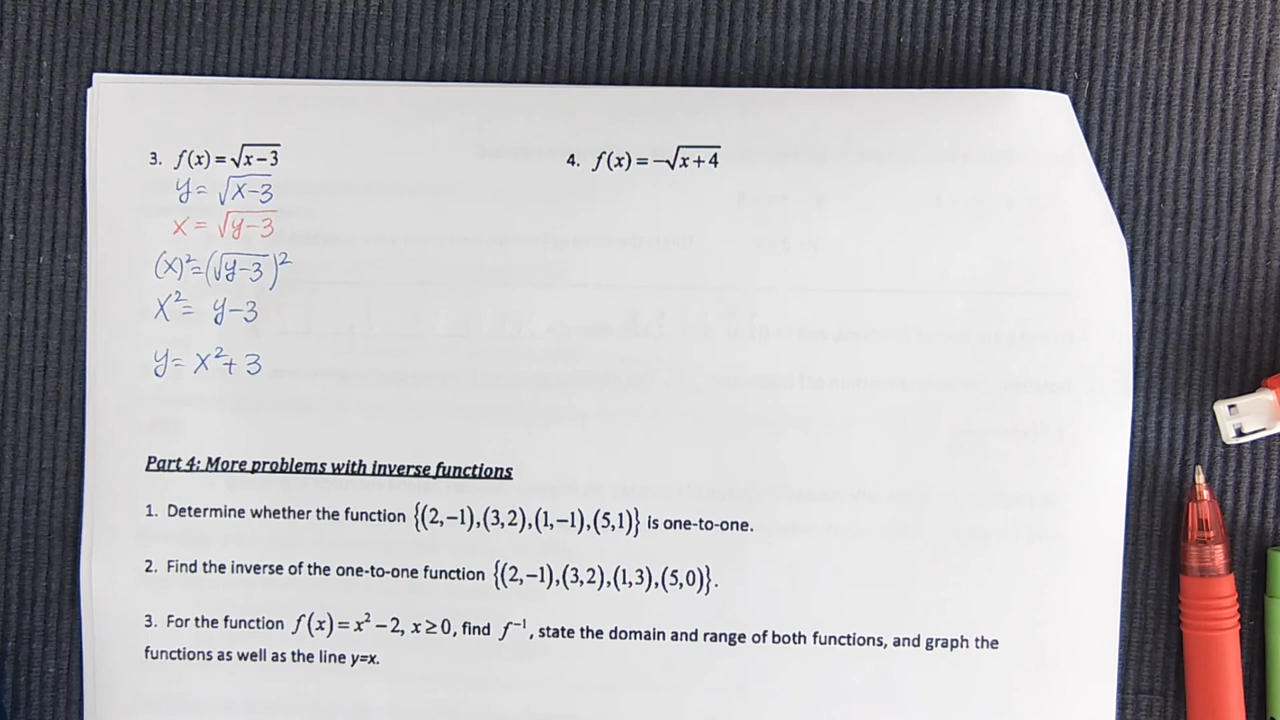 3. f(x)=√x−3
y= √x−3
x= √y−3
(x)²=(√y−3)²
x²= y−3
y= x²+3
4. f(x)=−√x+4
Part 4: More problems with inverse functions
1. Determine whether the function {(2,−1),(3,2),(1,−1),(5,1)} is one-to-one.
2. Find the inverse of the one-to-one function {(2,−1),(3,2),(1,3),(5,0)}.
3. For the function f(x)=x²−2, x≥0, find f⁻¹, state the domain and range of both functions, and graph the
functions as well as the line y=x.